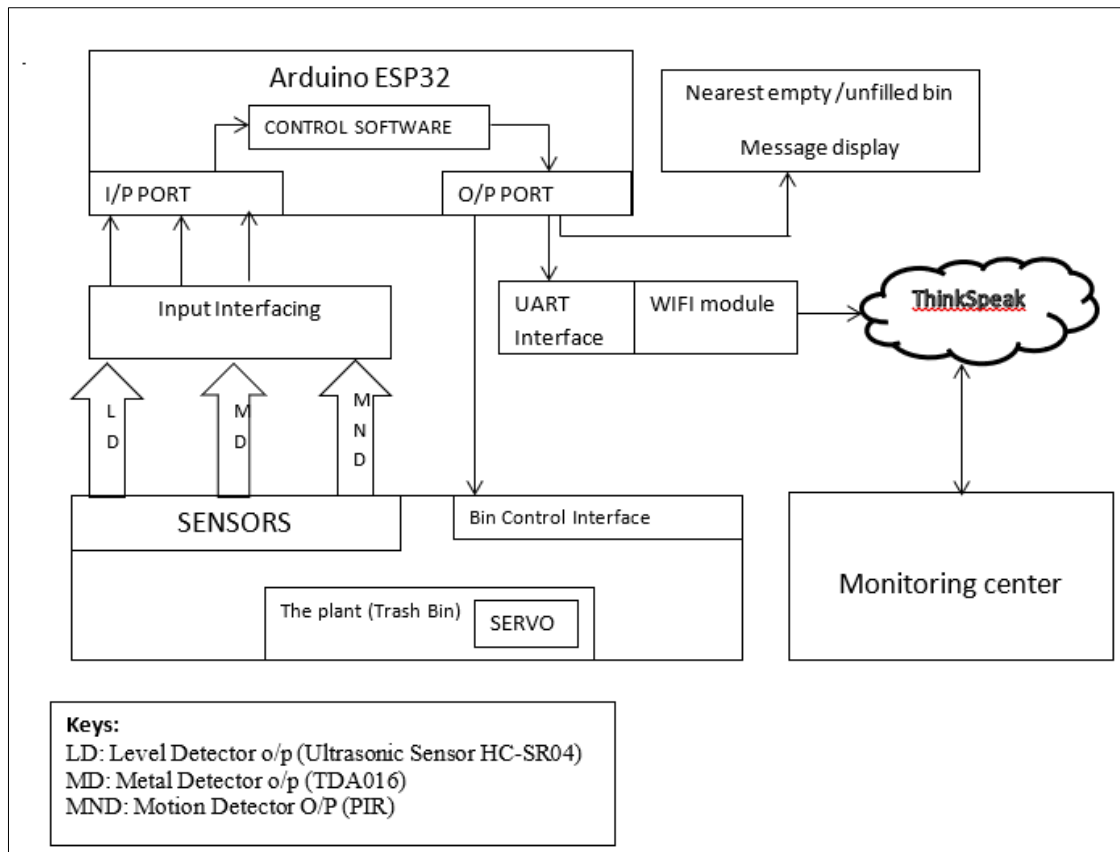 Arduino ESP32
CONTROL SOFTWARE
I/P PORT
O/P PORT
Nearest empty /unfilled bin
Message display
Input Interfacing
UART
Interface
WIFI module
ThinkSpeak
L
D
M
D
M
N
D
SENSORS
Bin Control Interface
The plant (Trash Bin)
SERVO
Monitoring center
Keys:
LD: Level Detector o/p (Ultrasonic Sensor HC-SR04)
MD: Metal Detector o/p (TDA016)
MND: Motion Detector O/P (PIR)